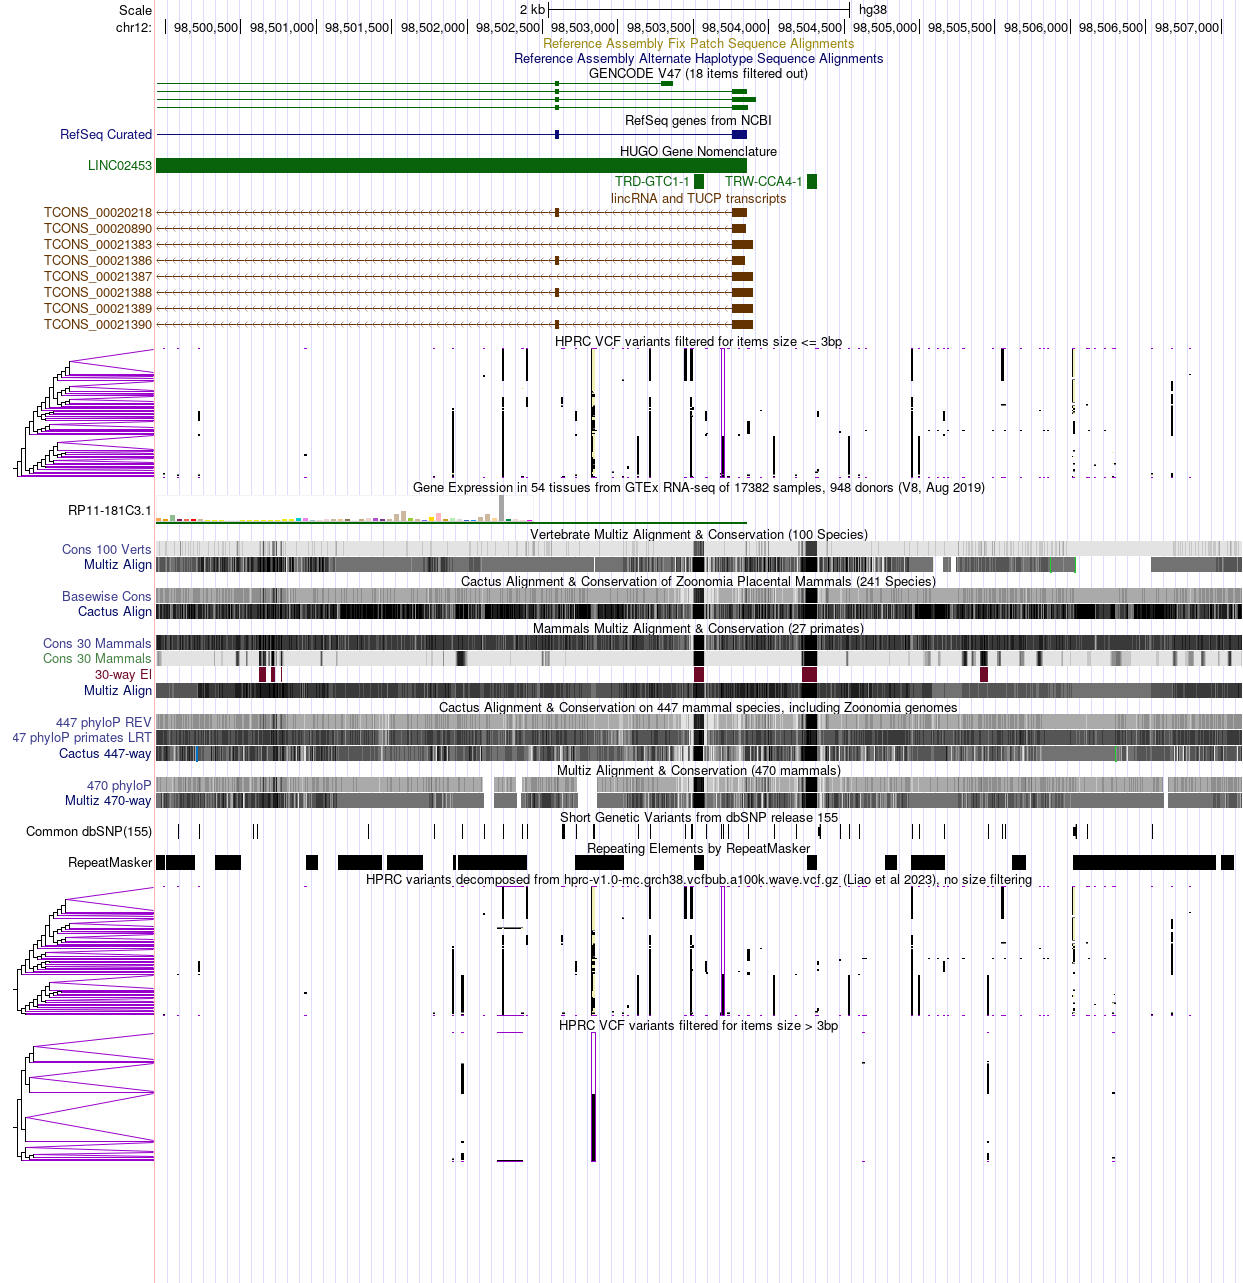 Scale 2 kb hg38
chr12: 98,500,500 98,501,000 98,501,500 98,502,000 98,502,500 98,503,000 98,503,500 98,504,000 98,504,500 98,505,000 98,505,500 98,506,000 98,506,500 98,507,000
Reference Assembly Fix Patch Sequence Alignments
Reference Assembly Alternate Haplotype Sequence Alignments
GENCODE V47 (18 items filtered out)
RefSeq genes from NCBI
RefSeq Curated
HUGO Gene Nomenclature
LINC02453
TRD-GTC1-1 TRW-CCA4-1
lincRNA and TUCP transcripts
TCONS_00020218
TCONS_00020890
TCONS_00021383
TCONS_00021386
TCONS_00021387
TCONS_00021388
TCONS_00021389
TCONS_00021390
HPRC VCF variants filtered for items size <= 3bp
Gene Expression in 54 tissues from GTEx RNA-seq of 17382 samples, 948 donors (V8, Aug 2019)
RP11-181C3.1
Vertebrate Multiz Alignment & Conservation (100 Species)
Cons 100 Verts
Multiz Align
Cactus Alignment & Conservation of Zoonomia Placental Mammals (241 Species)
Basewise Cons
Cactus Align
Mammals Multiz Alignment & Conservation (27 primates)
Cons 30 Mammals
Cons 30 Mammals
30-way El
Multiz Align
Cactus Alignment & Conservation on 447 mammal species, including Zoonomia genomes
447 phyloP REV
47 phyloP primates LRT
Cactus 447-way
Multiz Alignment & Conservation (470 mammals)
470 phyloP
Multiz 470-way
Short Genetic Variants from dbSNP release 155
Common dbSNP(155)
Repeating Elements by RepeatMasker
RepeatMasker
HPRC variants decomposed from hprc-v1.0-mc.grch38.vcfbub.a100k.wave.vcf.gz (Liao et al 2023), no size filtering
HPRC VCF variants filtered for items size > 3bp